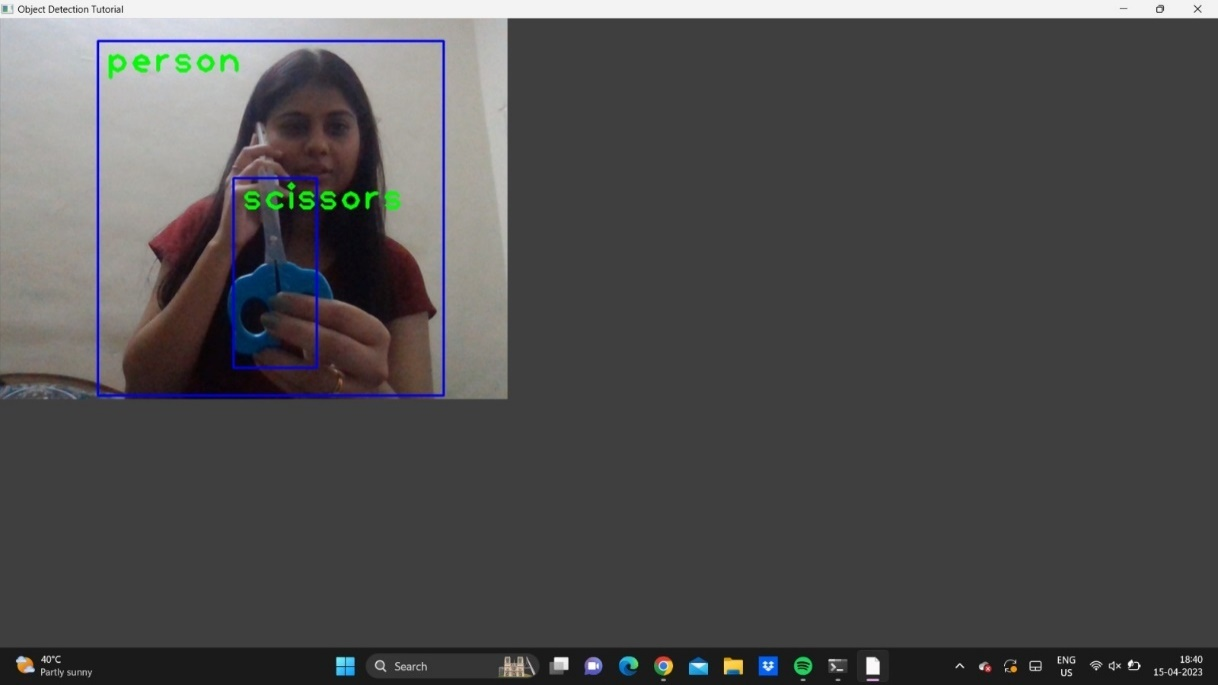 Object Detection Tutorial
person
scissors
40°C
Partly sunny
Search
ENG
US
18:40
15-04-2023